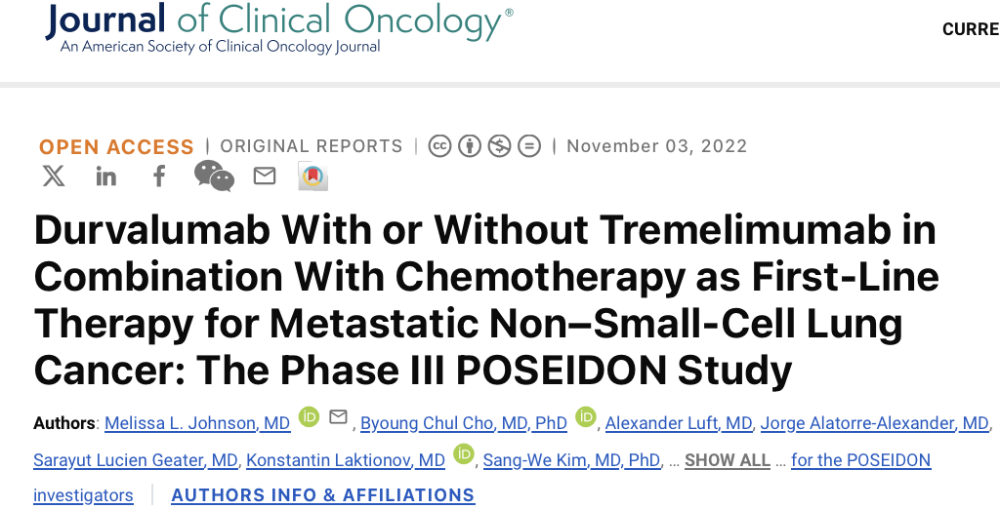 Journal of Clinical Oncology®
An American Society of Clinical Oncology Journal
CURRE
OPEN ACCESS | ORIGINAL REPORTS | cc | November 03, 2022
Durvalumab With or Without Tremelimumab in
Combination With Chemotherapy as First-Line
Therapy for Metastatic Non–Small-Cell Lung
Cancer: The Phase III POSEIDON Study
Authors: Melissa L. Johnson, MD iD, Byoung Chul Cho, MD, PhD iD, Alexander Luft, MD, Jorge Alatorre-Alexander, MD,
Sarayut Lucien Geater, MD, Konstantin Laktionov, MD iD, Sang-We Kim, MD, PhD, … SHOW ALL … for the POSEIDON
investigators | AUTHORS INFO & AFFILIATIONS